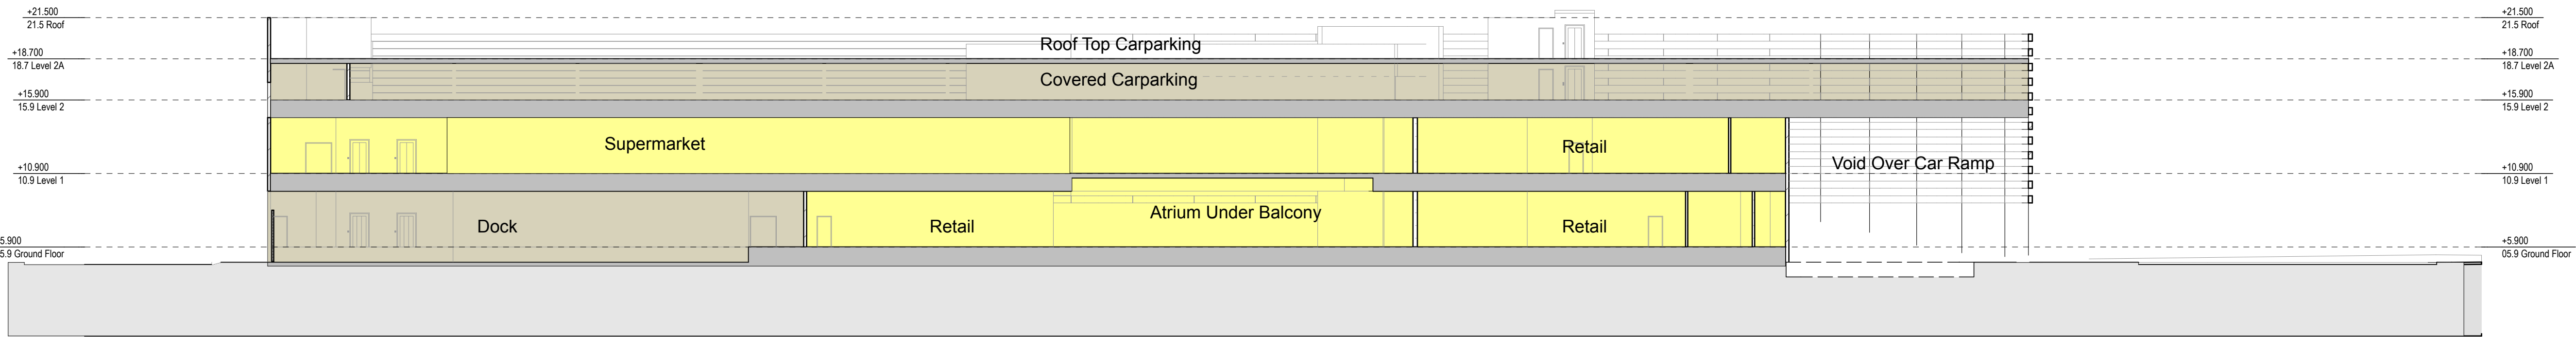 +21.500
21.5 Roof
+18.700
18.7 Level 2A
+15.900
15.9 Level 2
+10.900
10.9 Level 1
5.900
5.9 Ground Floor
Roof Top Carparking
Covered Carparking
Supermarket
Retail
Void Over Car Ramp
Dock
Retail
Atrium Under Balcony
Retail
+21.500
21.5 Roof
+18.700
18.7 Level 2A
+15.900
15.9 Level 2
+10.900
10.9 Level 1
+5.900
05.9 Ground Floor